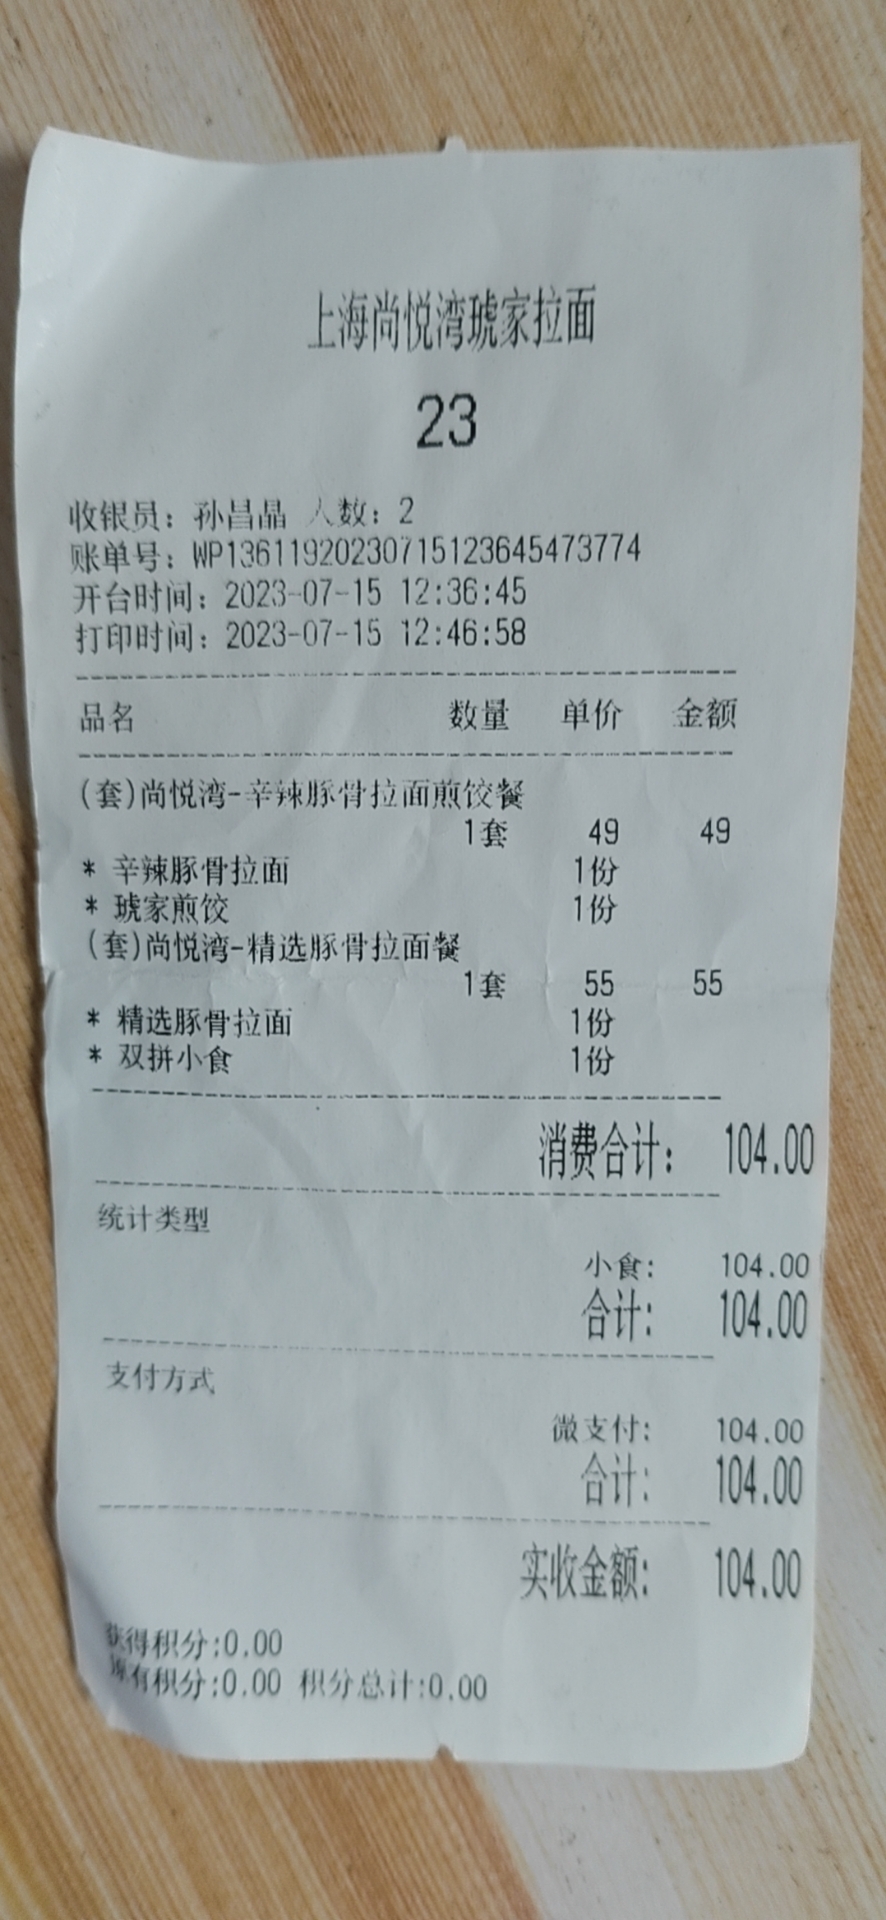 上海尚悦湾琥家拉面
23
收银员：孙昌晶 人数：2
账单号：WP13611920230715123645473774
开台时间：2023-07-15 12:36:45
打印时间：2023-07-15 12:46:58
品名 数量 单价 金额
(套)尚悦湾-辛辣豚骨拉面煎饺餐
1套 49 49
* 辛辣豚骨拉面 1份
* 琥家煎饺 1份
(套)尚悦湾-精选豚骨拉面餐
1套 55 55
* 精选豚骨拉面 1份
* 双拼小食 1份
消费合计： 104.00
统计类型
小食: 104.00
合计: 104.00
支付方式
微支付: 104.00
合计: 104.00
实收金额: 104.00
获得积分:0.00
原有积分:0.00 积分总计:0.00